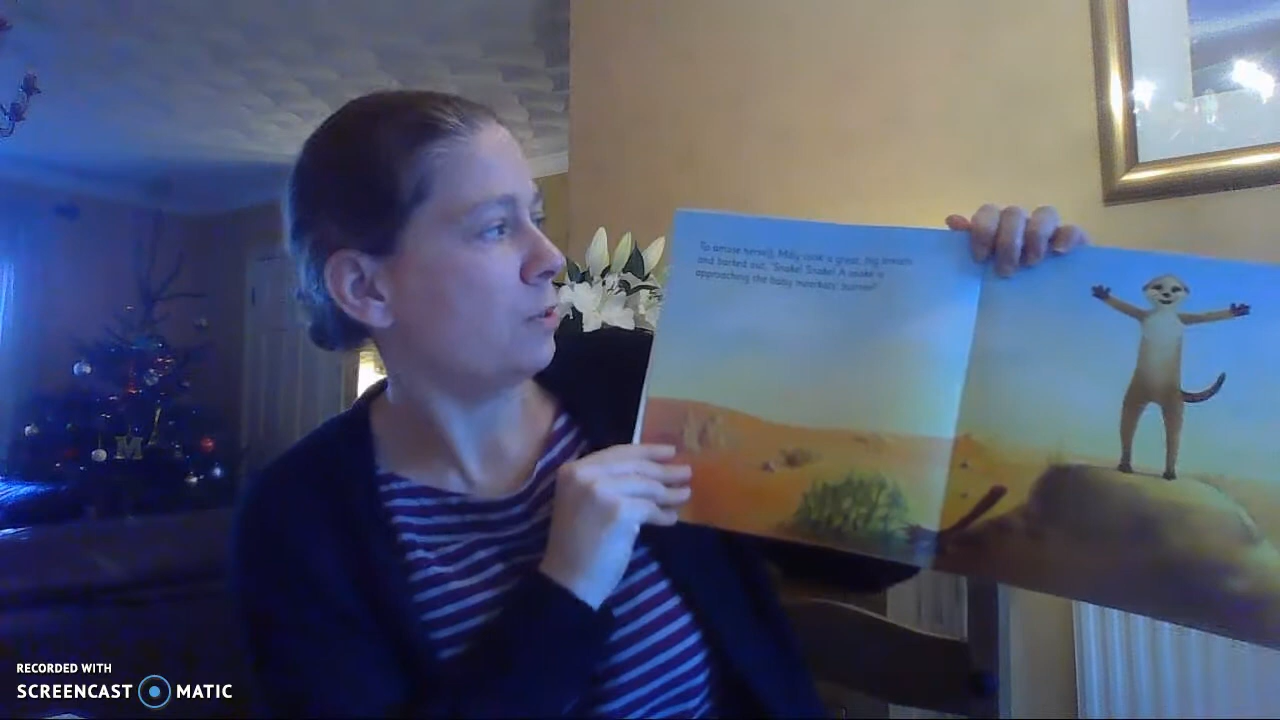 To amuse herself, Milly took a great, big breath
and barked out, 'Snake! Snake! A snake is
approaching the baby meerkats' burrow!'
M
RECORDED WITH
SCREENCAST MATIC